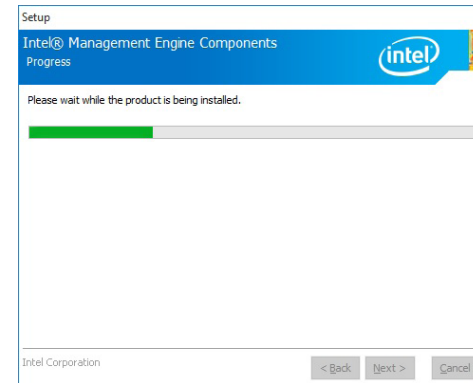 Setup
Intel® Management Engine Components
Progress
intel
Please wait while the product is being installed.
Intel Corporation
< Back Next > Cancel